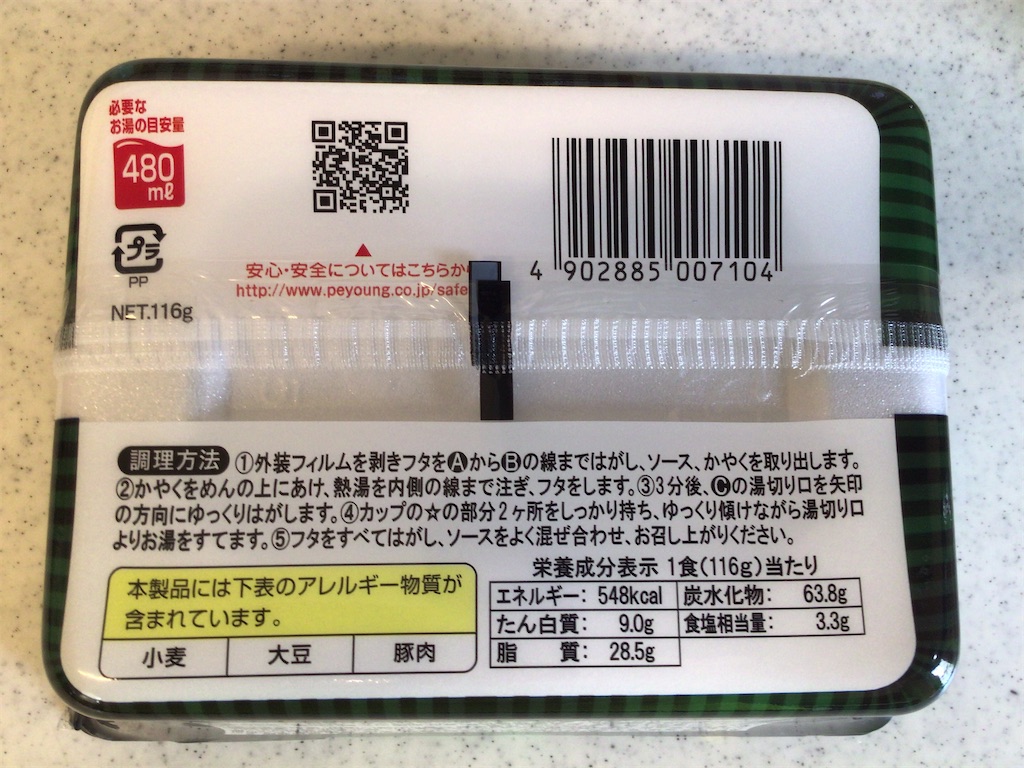 必要な
お湯の目安量
480
mℓ
プラ
PP
NET.116g
安心・安全についてはこちらから
http://www.peyoung.co.jp/safe
4 902885 007104
調理方法 ①外装フィルムを剥きフタをⒶからⒷの線まではがし、ソース、かやくを取り出します。
②かやくをめんの上にあけ、熱湯を内側の線まで注ぎ、フタをします。③3分後、Ⓒの湯切り口を矢印
の方向にゆっくりはがします。④カップの☆の部分2ヶ所をしっかり持ち、ゆっくり傾けながら湯切り口
よりお湯をすてます。⑤フタをすべてはがし、ソースをよく混ぜ合わせ、お召し上がりください。
本製品には下表のアレルギー物質が
含まれています。
小麦 大豆 豚肉
栄養成分表示 1食(116g)当たり
エネルギー: 548kcal 炭水化物: 63.8g
たん白質: 9.0g 食塩相当量: 3.3g
脂 質: 28.5g